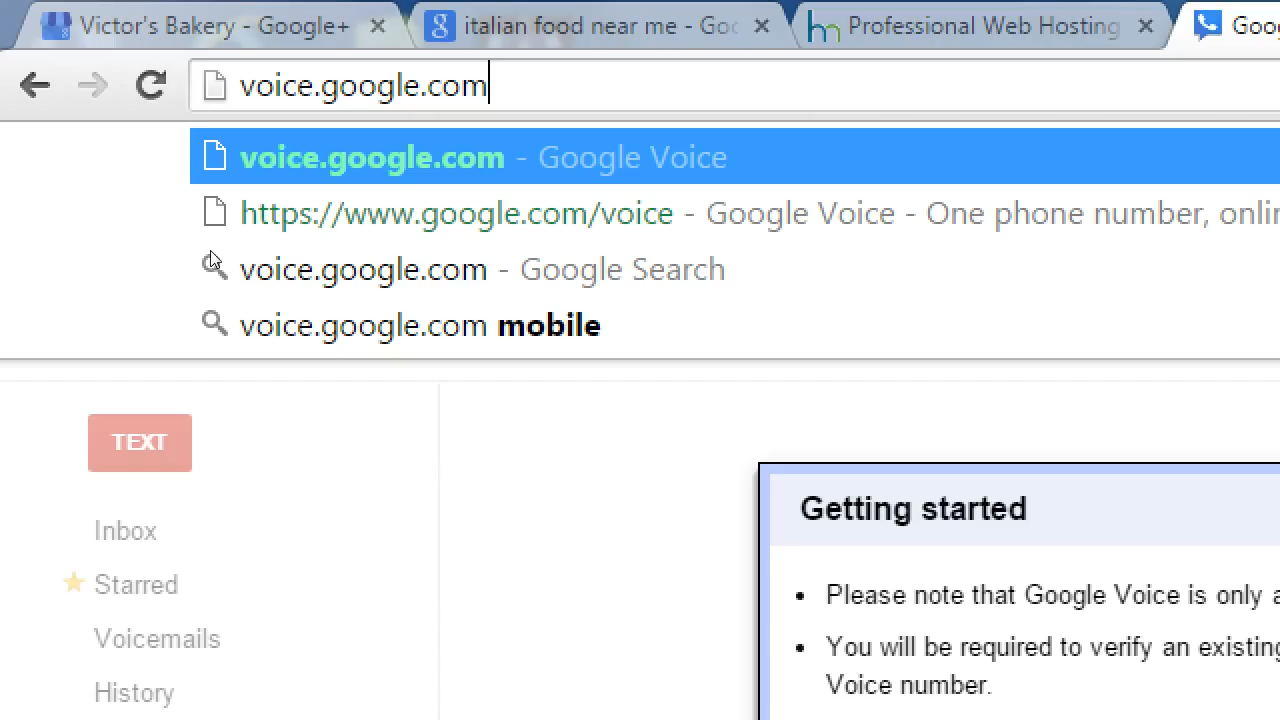 Victor's Bakery - Google+
italian food near me - Goo
Professional Web Hosting
Goog
voice.google.com
voice.google.com - Google Voice
https://www.google.com/voice - Google Voice - One phone number, onlin
voice.google.com - Google Search
voice.google.com mobile
TEXT
Inbox
Starred
Voicemails
History
Getting started
• Please note that Google Voice is only a
• You will be required to verify an existing
Voice number.